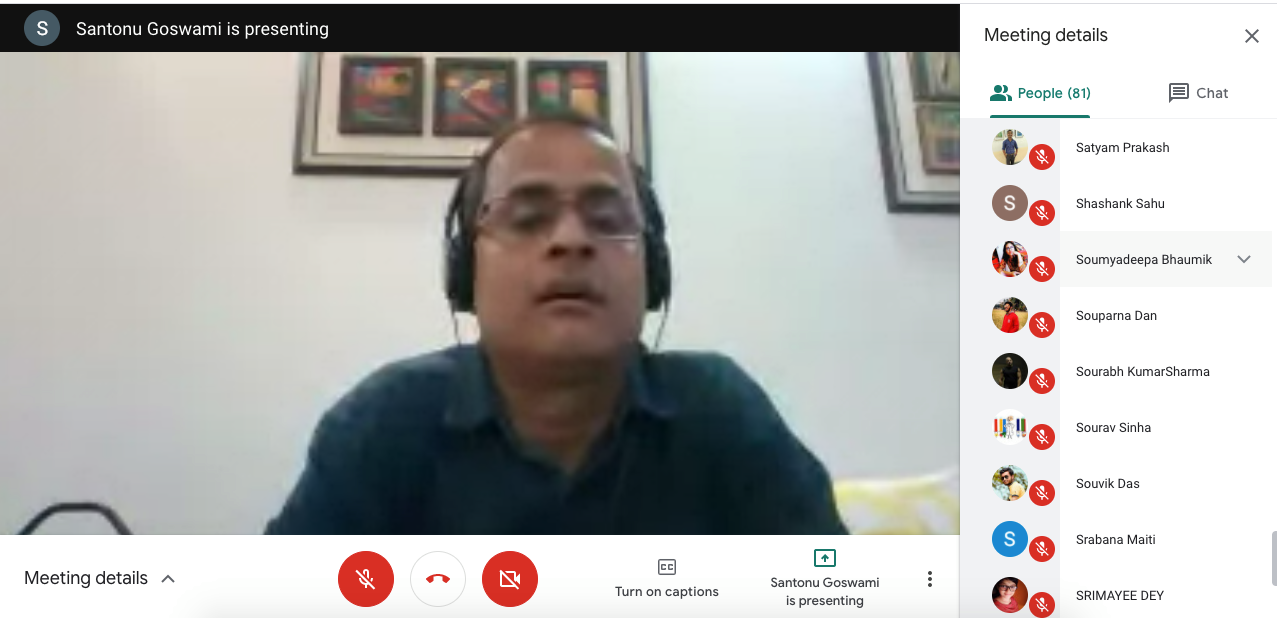 S
Santonu Goswami is presenting
Meeting details
People (81)
Chat
Satyam Prakash
S
Shashank Sahu
Soumyadeepa Bhaumik
Souparna Dan
Sourabh KumarSharma
Sourav Sinha
Souvik Das
S
Srabana Maiti
SRIMAYEE DEY
Meeting details
CC
Turn on captions
Santonu Goswami
is presenting